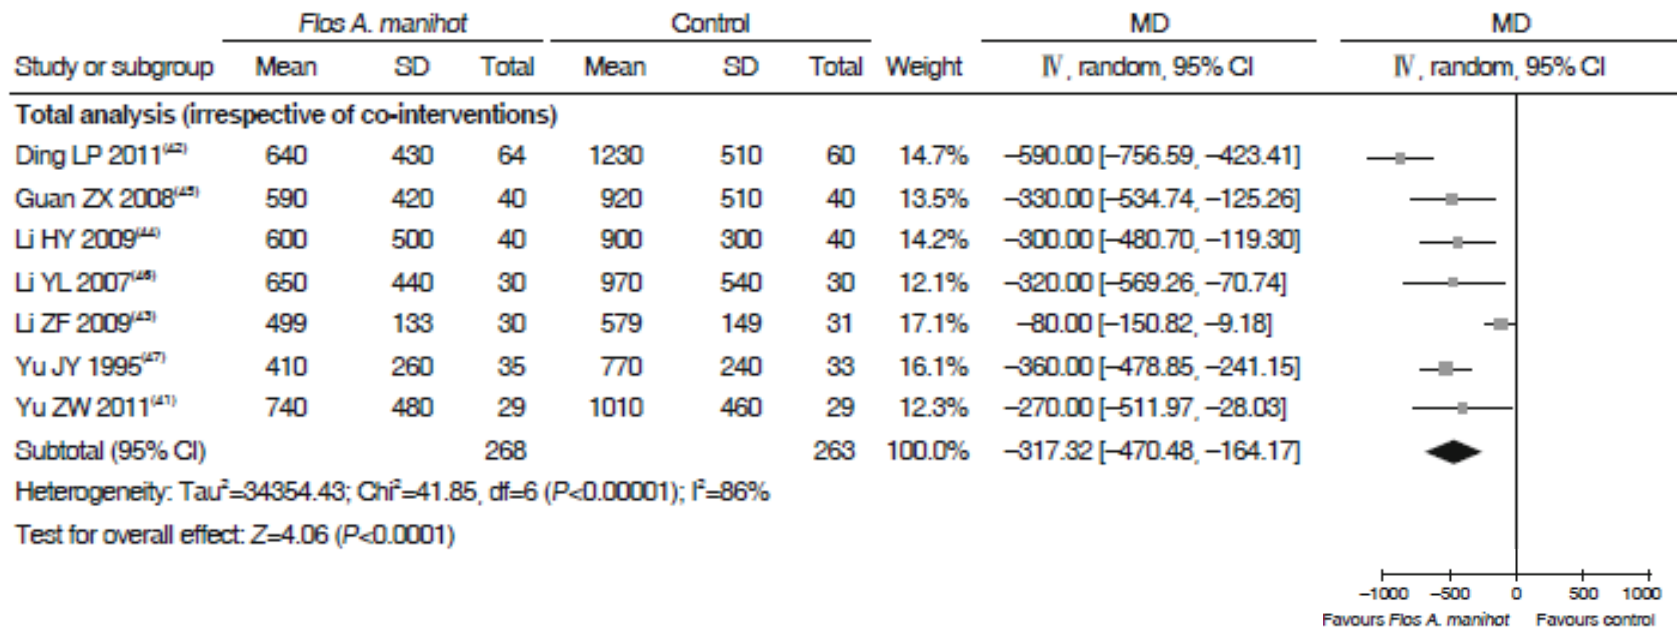 Flos A. manihot Control MD MD
Study or subgroup Mean SD Total Mean SD Total Weight Ⅳ, random, 95% CI Ⅳ, random, 95% CI
Total analysis (irrespective of co-interventions)
Ding LP 2011⁽⁴²⁾ 640 430 64 1230 510 60 14.7% −590.00 [−756.59, −423.41]
Guan ZX 2008⁽⁴⁵⁾ 590 420 40 920 510 40 13.5% −330.00 [−534.74, −125.26]
Li HY 2009⁽⁴⁴⁾ 600 500 40 900 300 40 14.2% −300.00 [−480.70, −119.30]
Li YL 2007⁽⁴⁶⁾ 650 440 30 970 540 30 12.1% −320.00 [−569.26, −70.74]
Li ZF 2009⁽⁴³⁾ 499 133 30 579 149 31 17.1% −80.00 [−150.82, −9.18]
Yu JY 1995⁽⁴⁷⁾ 410 260 35 770 240 33 16.1% −360.00 [−478.85, −241.15]
Yu ZW 2011⁽⁴¹⁾ 740 480 29 1010 460 29 12.3% −270.00 [−511.97, −28.03]
Subtotal (95% CI) 268 263 100.0% −317.32 [−470.48, −164.17]
Heterogeneity: Tau²=34354.43; Chi²=41.85, df=6 (P<0.00001); I²=86%
Test for overall effect: Z=4.06 (P<0.0001)
−1000 −500 0 500 1000
Favours Flos A. manihot Favours control